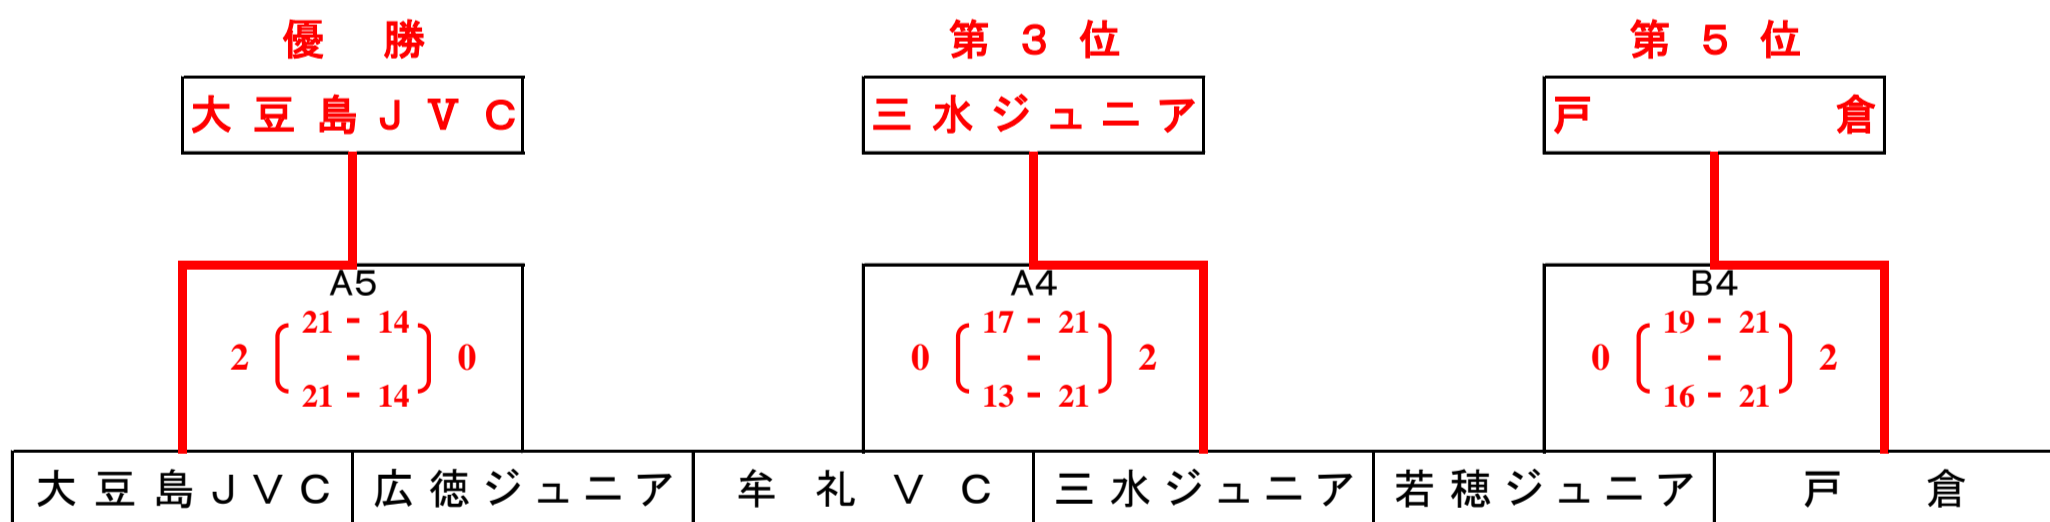 優 勝 第 3 位 第 5 位
大豆島JVC 三水ジュニア 戸 倉
A5 A4 B4
21 - 14 17 - 21 19 - 21
2 - 0 0 - 2 0 - 2
21 - 14 13 - 21 16 - 21
大豆島JVC 広徳ジュニア 牟礼VC 三水ジュニア 若穂ジュニア 戸 倉